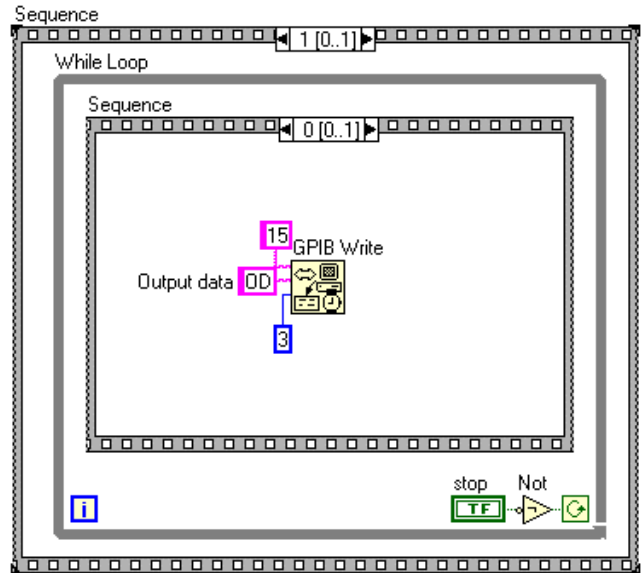 Sequence
1 [0..1]
While Loop
Sequence
0 [0..1]
15
GPIB Write
Output data OD
3
stop Not
i TF